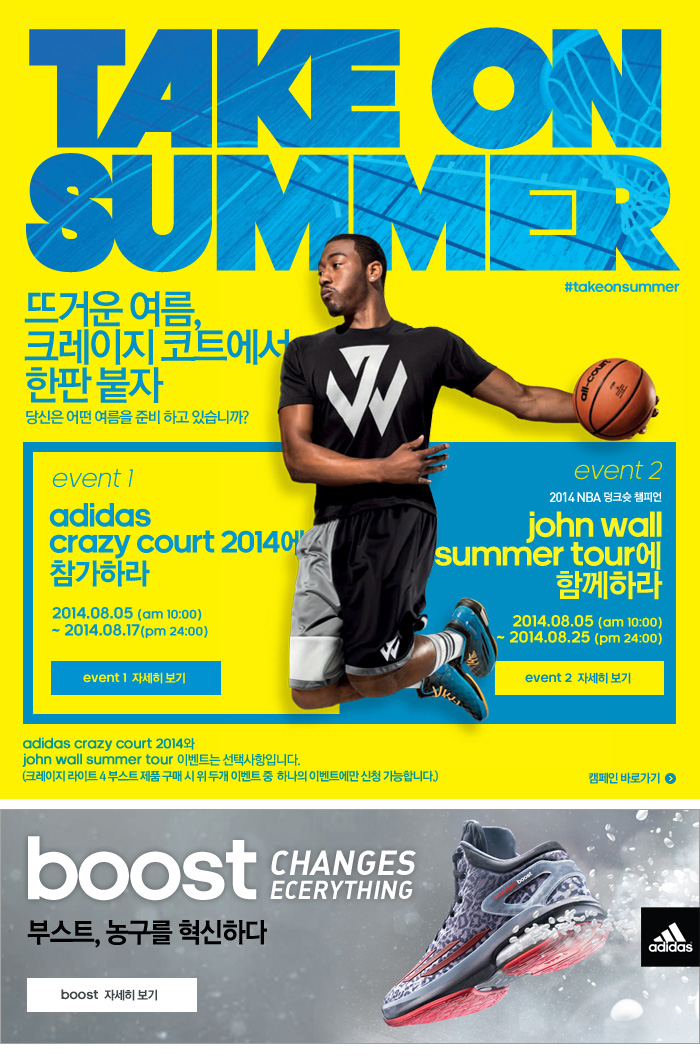 TAKE ON
SUMMER
#takeonsummer
뜨거운 여름,
크레이지 코트에서
한판 붙자
당신은 어떤 여름을 준비 하고 있습니까?
all-court
event 1
adidas
crazy court 2014에
참가하라
2014.08.05 (am 10:00)
~ 2014.08.17(pm 24:00)
event 1 자세히 보기
event 2
2014 NBA 덩크슛 챔피언
john wall
summer tour에
함께하라
2014.08.05 (am 10:00)
~ 2014.08.25 (pm 24:00)
event 2 자세히 보기
adidas crazy court 2014와
john wall summer tour 이벤트는 선택사항입니다.
(크레이지 라이트 4 부스트 제품 구매 시 위 두개 이벤트 중 하나의 이벤트에만 신청 가능합니다.)
캠페인 바로가기
boost CHANGES
ECERYTHING
부스트, 농구를 혁신하다
boost 자세히 보기
boost
adidas